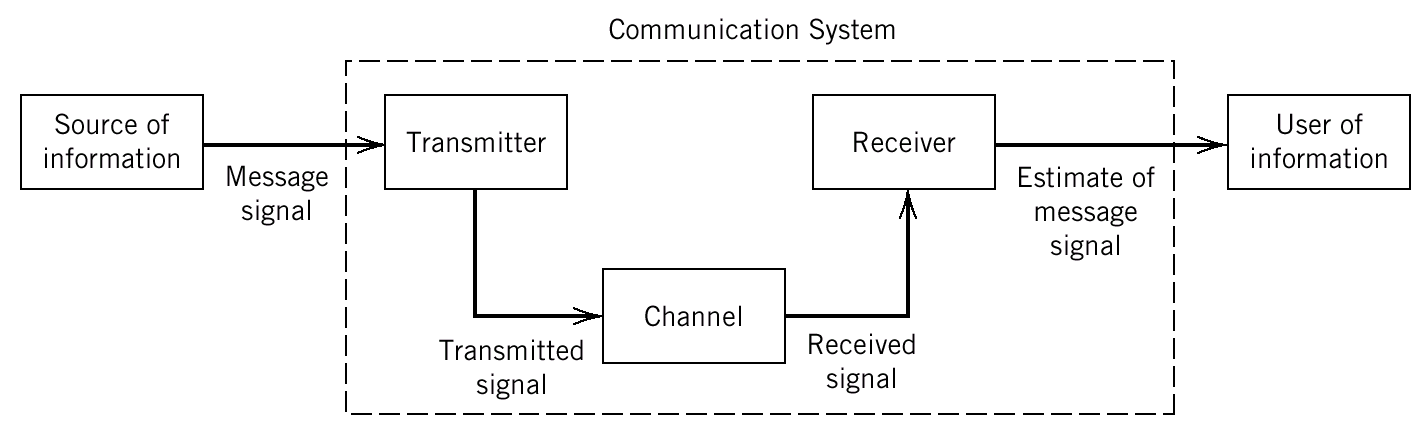 Communication System
Source of
information
Message
signal
Transmitter
Transmitted
signal
Channel
Received
signal
Receiver
Estimate of
message
signal
User of
information